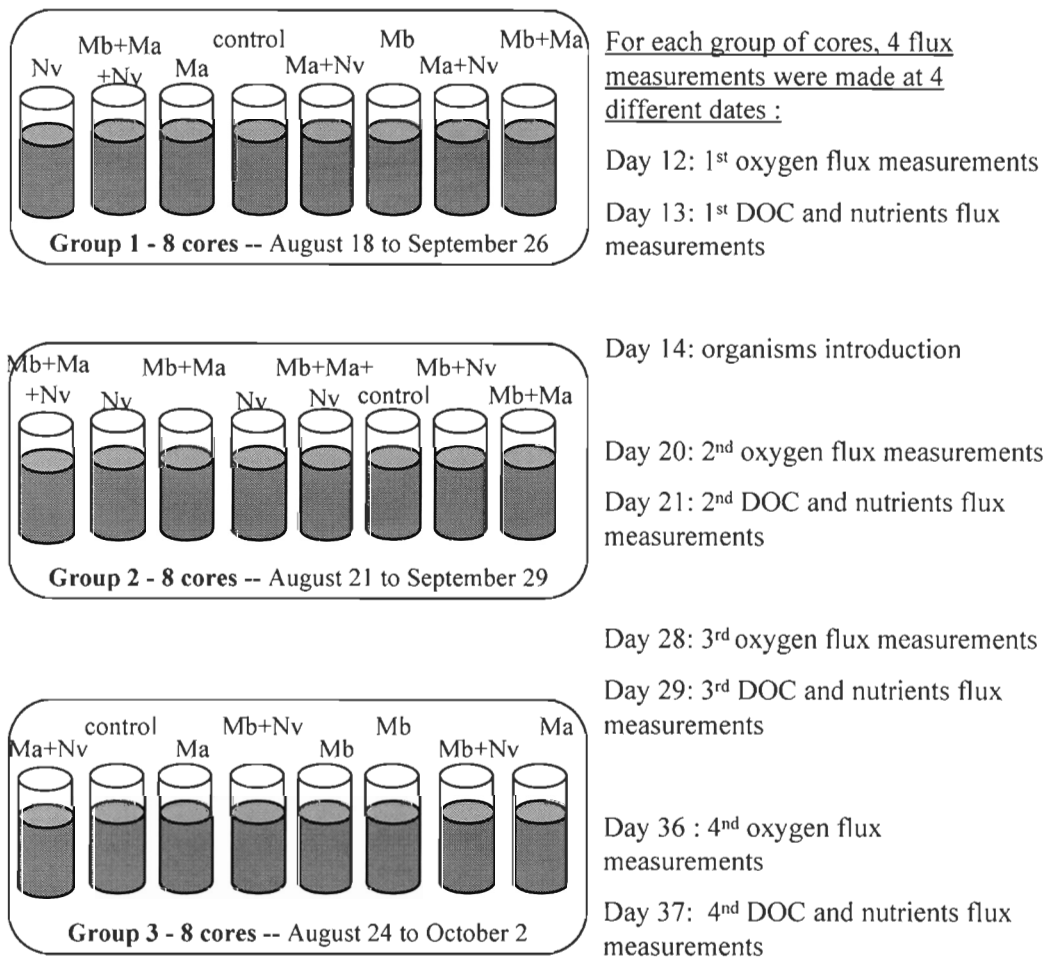 control Mb Mb+Ma
Mb+Ma
Nv +Nv Ma Ma+Nv Ma+Nv
Group 1 - 8 cores -- August 18 to September 26
For each group of cores, 4 flux
measurements were made at 4
different dates :
Day 12: 1st oxygen flux measurements
Day 13: 1st DOC and nutrients flux
measurements
Day 14: organisms introduction
Mb+Ma Mb+Ma Mb+Ma+ Mb+Nv
+Nv Nv Nv Nv control Mb+Ma
Group 2 - 8 cores -- August 21 to September 29
Day 20: 2nd oxygen flux measurements
Day 21: 2nd DOC and nutrients flux
measurements
Day 28: 3rd oxygen flux measurements
Day 29: 3rd DOC and nutrients flux
measurements
control Mb+Nv Mb Ma
Ma+Nv Ma Mb Mb+Nv
Group 3 - 8 cores -- August 24 to October 2
Day 36 : 4nd oxygen flux
measurements
Day 37: 4nd DOC and nutrients flux
measurements